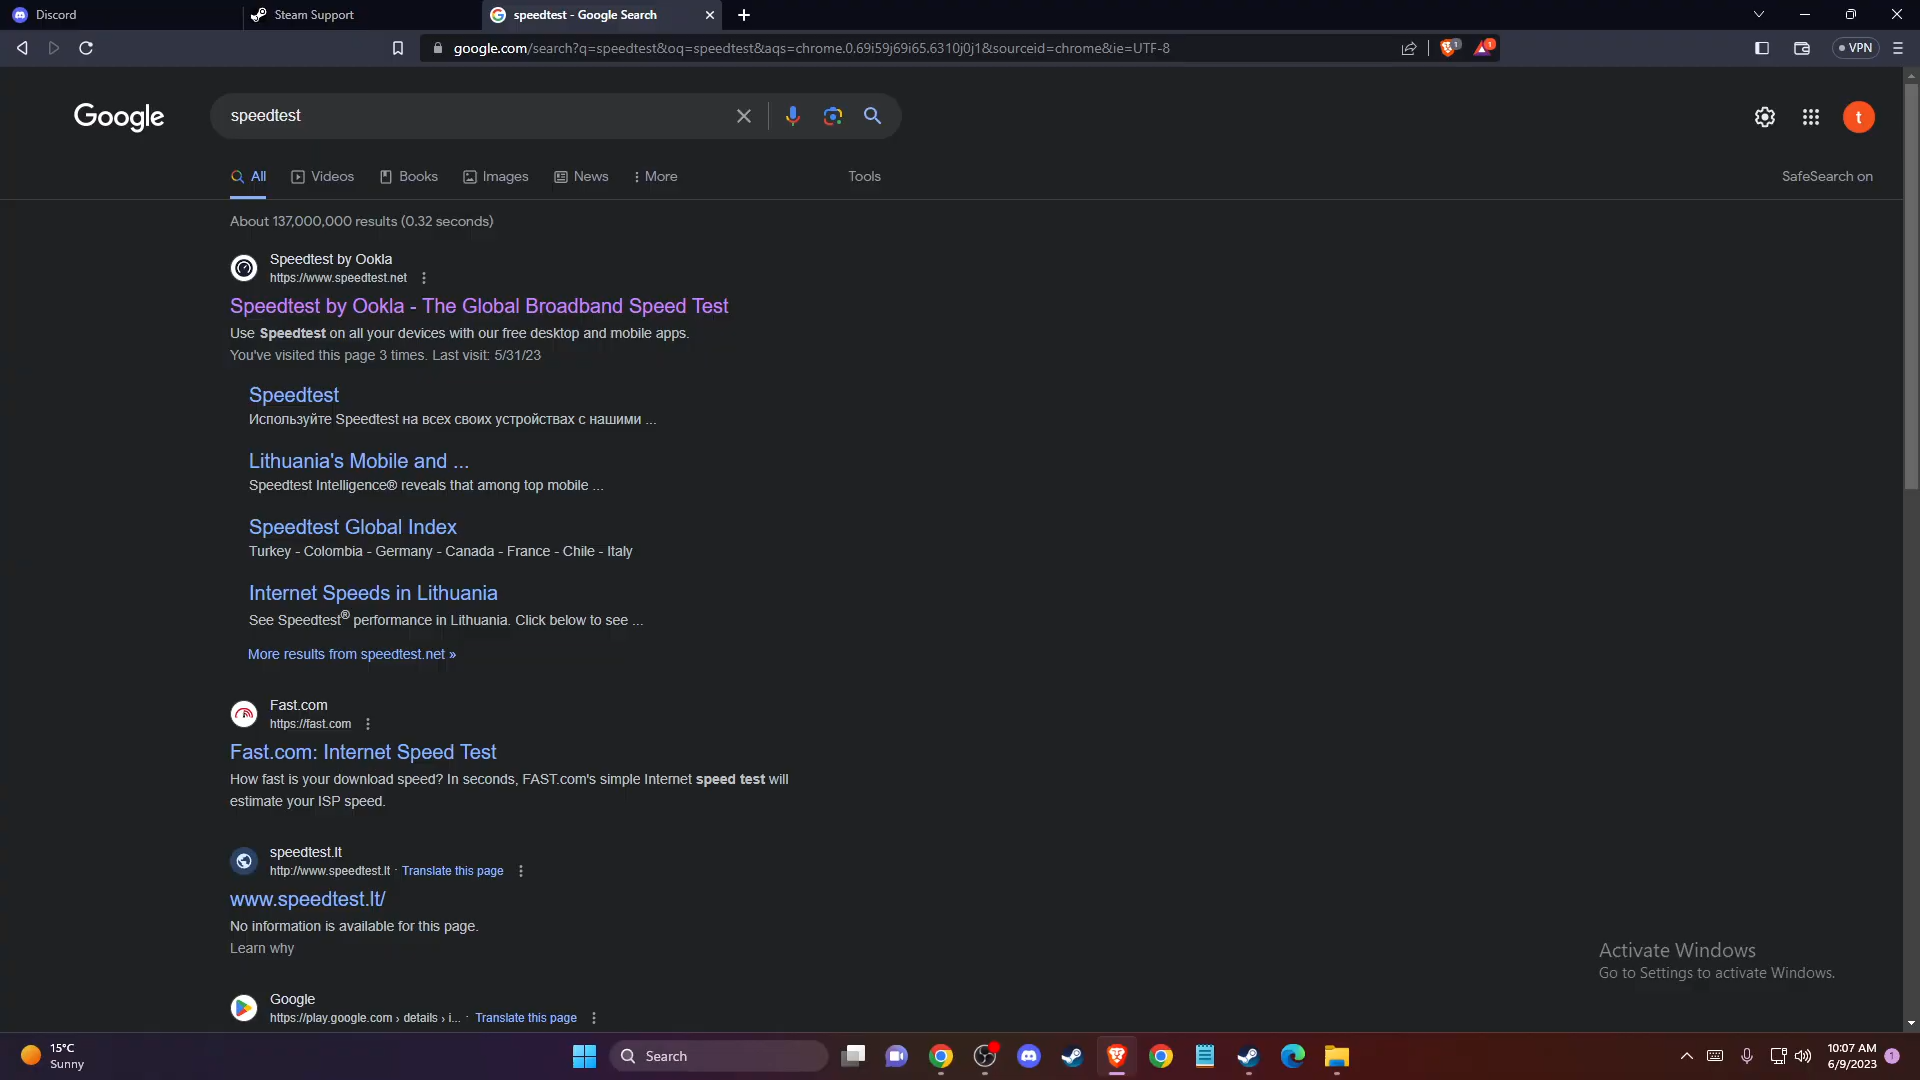 Discord
Steam Support
speedtest - Google Search
google.com/search?q=speedtest&oq=speedtest&aqs=chrome.0.69i59j69i65.6310j0j1&sourceid=chrome&ie=UTF-8
1
1
VPN
Google
speedtest
t
All
Videos
Books
Images
News
More
Tools
SafeSearch on
About 137,000,000 results (0.32 seconds)
Speedtest by Ookla
https://www.speedtest.net
Speedtest by Ookla - The Global Broadband Speed Test
Use Speedtest on all your devices with our free desktop and mobile apps.
You've visited this page 3 times. Last visit: 5/31/23
Speedtest
Используйте Speedtest на всех своих устройствах с нашими ...
Lithuania's Mobile and ...
Speedtest Intelligence® reveals that among top mobile ...
Speedtest Global Index
Turkey - Colombia - Germany - Canada - France - Chile - Italy
Internet Speeds in Lithuania
See Speedtest® performance in Lithuania. Click below to see ...
More results from speedtest.net »
Fast.com
https://fast.com
Fast.com: Internet Speed Test
How fast is your download speed? In seconds, FAST.com's simple Internet speed test will
estimate your ISP speed.
speedtest.lt
http://www.speedtest.lt · Translate this page
www.speedtest.lt/
No information is available for this page.
Learn why
Google
https://play.google.com › details › i... · Translate this page
Activate Windows
Go to Settings to activate Windows.
15°C
Sunny
Search
10:07 AM
6/9/2023
1